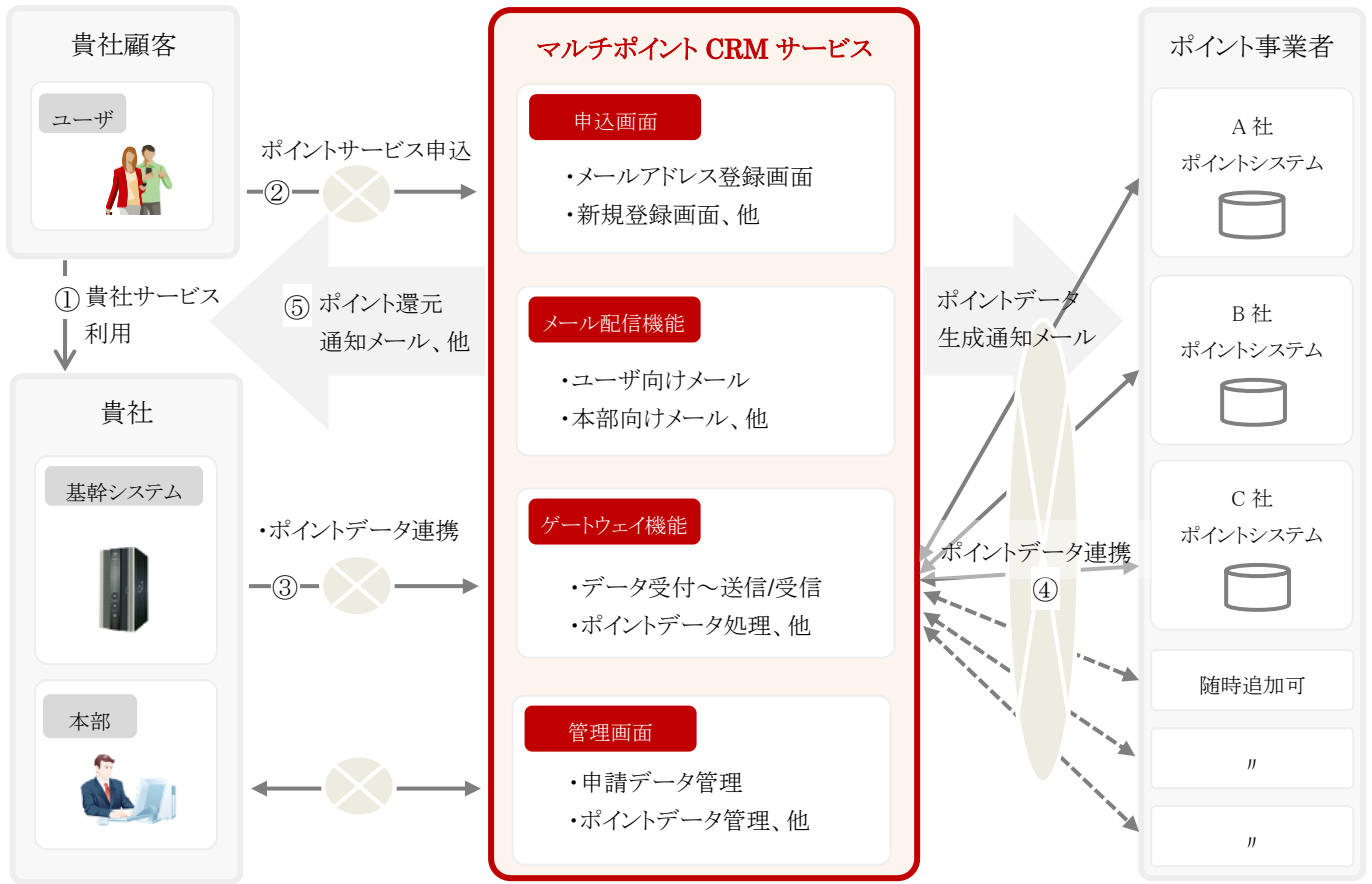 貴社顧客
ユーザ
ポイントサービス申込
②
①
貴社サービス
利用
⑤
ポイント還元
通知メール、他
貴社
基幹システム
・ポイントデータ連携
③
本部
マルチポイント CRM サービス
申込画面
・メールアドレス登録画面
・新規登録画面、他
メール配信機能
・ユーザ向けメール
・本部向けメール、他
ゲートウェイ機能
・データ受付～送信/受信
・ポイントデータ処理、他
管理画面
・申請データ管理
・ポイントデータ管理、他
ポイントデータ
生成通知メール
ポイントデータ連携
④
ポイント事業者
A 社
ポイントシステム
B 社
ポイントシステム
C 社
ポイントシステム
随時追加可
〃
〃